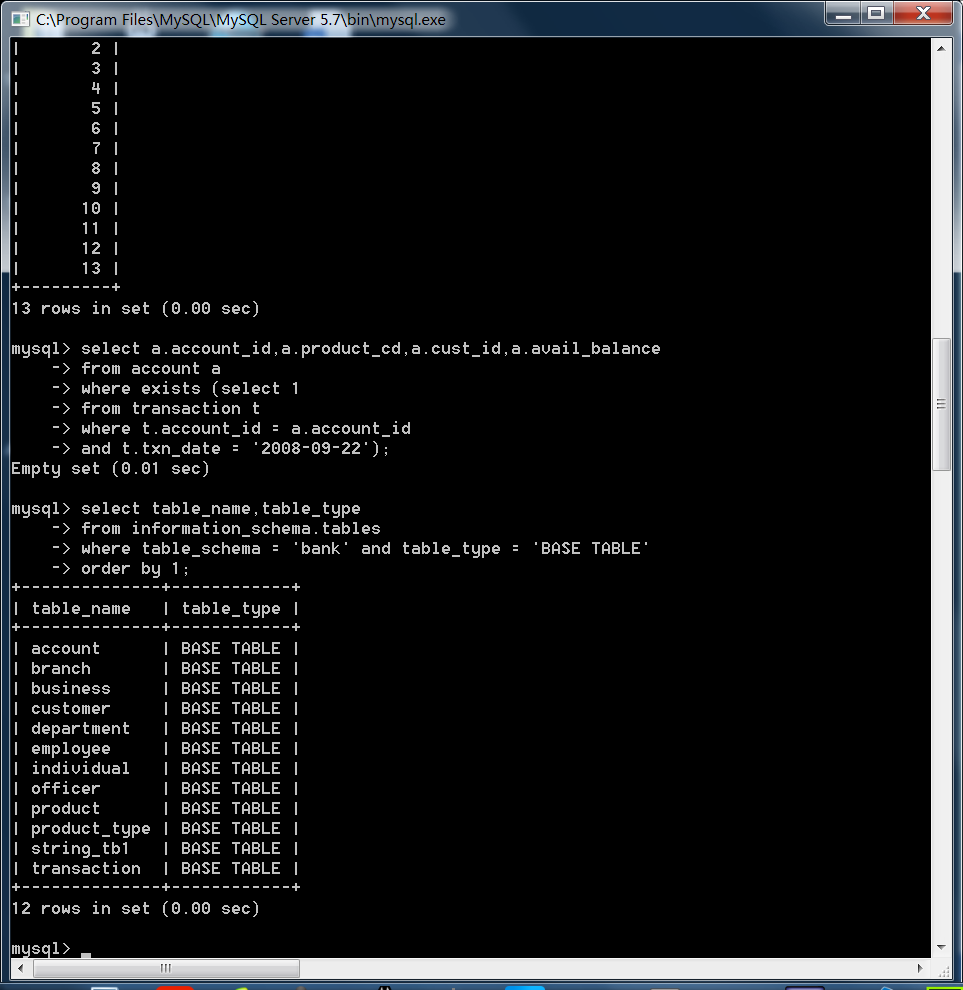 C:\Program Files\MySQL\MySQL Server 5.7\bin\mysql.exe
|       2 |
|       3 |
|       4 |
|       5 |
|       6 |
|       7 |
|       8 |
|       9 |
|      10 |
|      11 |
|      12 |
|      13 |
+---------+
13 rows in set (0.00 sec)
mysql> select a.account_id,a.product_cd,a.cust_id,a.avail_balance
    -> from account a
    -> where exists (select 1
    -> from transaction t
    -> where t.account_id = a.account_id
    -> and t.txn_date = '2008-09-22');
Empty set (0.01 sec)
mysql> select table_name,table_type
    -> from information_schema.tables
    -> where table_schema = 'bank' and table_type = 'BASE TABLE'
    -> order by 1;
+--------------+------------+
| table_name   | table_type |
+--------------+------------+
| account      | BASE TABLE |
| branch       | BASE TABLE |
| business     | BASE TABLE |
| customer     | BASE TABLE |
| department   | BASE TABLE |
| employee     | BASE TABLE |
| individual   | BASE TABLE |
| officer      | BASE TABLE |
| product      | BASE TABLE |
| product_type | BASE TABLE |
| string_tb1   | BASE TABLE |
| transaction  | BASE TABLE |
+--------------+------------+
12 rows in set (0.00 sec)
mysql> _